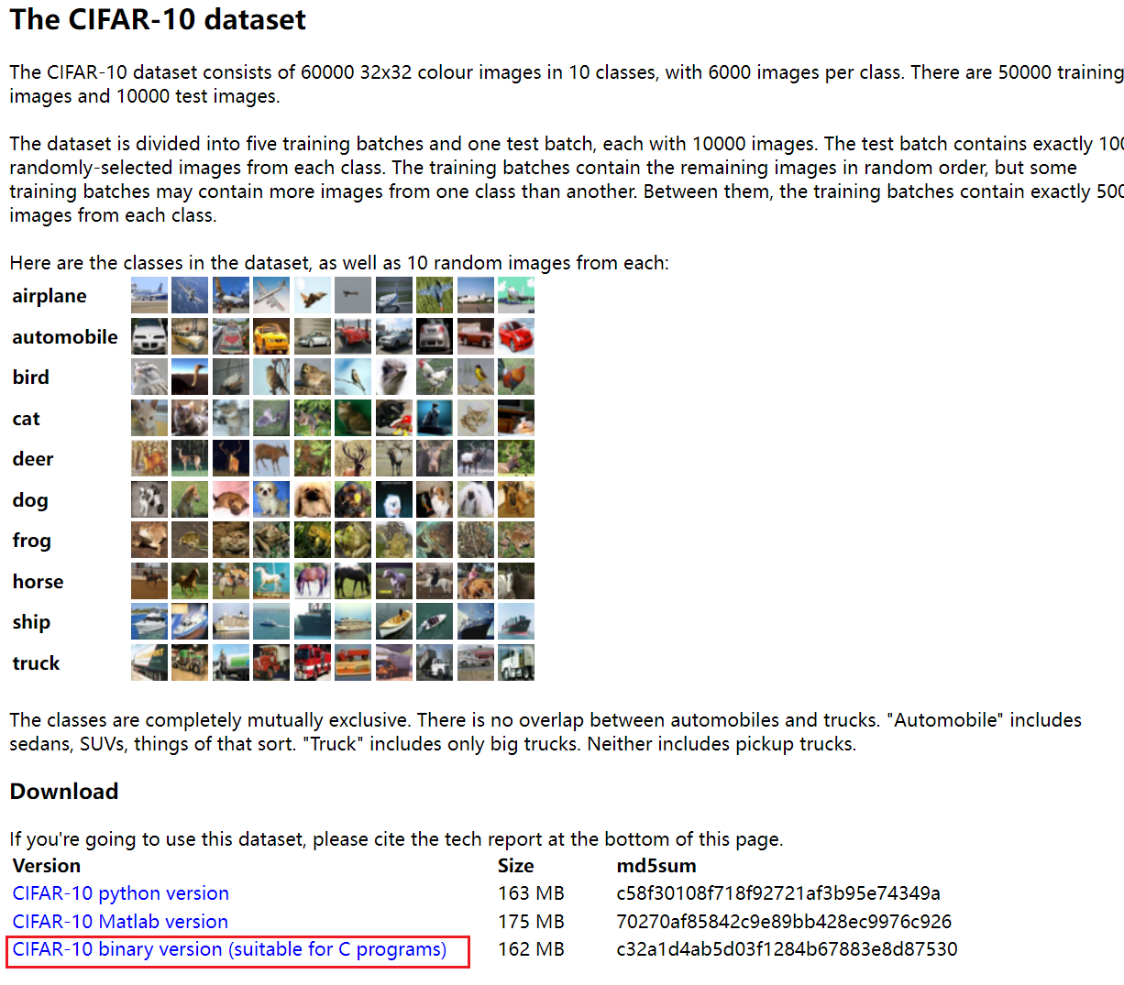 The CIFAR-10 dataset
The CIFAR-10 dataset consists of 60000 32x32 colour images in 10 classes, with 6000 images per class. There are 50000 training
images and 10000 test images.
The dataset is divided into five training batches and one test batch, each with 10000 images. The test batch contains exactly
randomly-selected images from each class. The training batches contain the remaining images in random order, but some
training batches may contain more images from one class than another. Between them, the training batches contain exactly
images from each class.
Here are the classes in the dataset, as well as 10 random images from each:
airplane
automobile
bird
cat
deer
dog
frog
horse
ship
truck
The classes are completely mutually exclusive. There is no overlap between automobiles and trucks. "Automobile" includes
sedans, SUVs, things of that sort. "Truck" includes only big trucks. Neither includes pickup trucks.
Download
If you're going to use this dataset, please cite the tech report at the bottom of this page.
Version Size md5sum
CIFAR-10 python version 163 MB c58f30108f718f92721af3b95e74349a
CIFAR-10 Matlab version 175 MB 70270af85842c9e89bb428ec9976c926
CIFAR-10 binary version (suitable for C programs) 162 MB c32a1d4ab5d03f1284b67883e8d87530